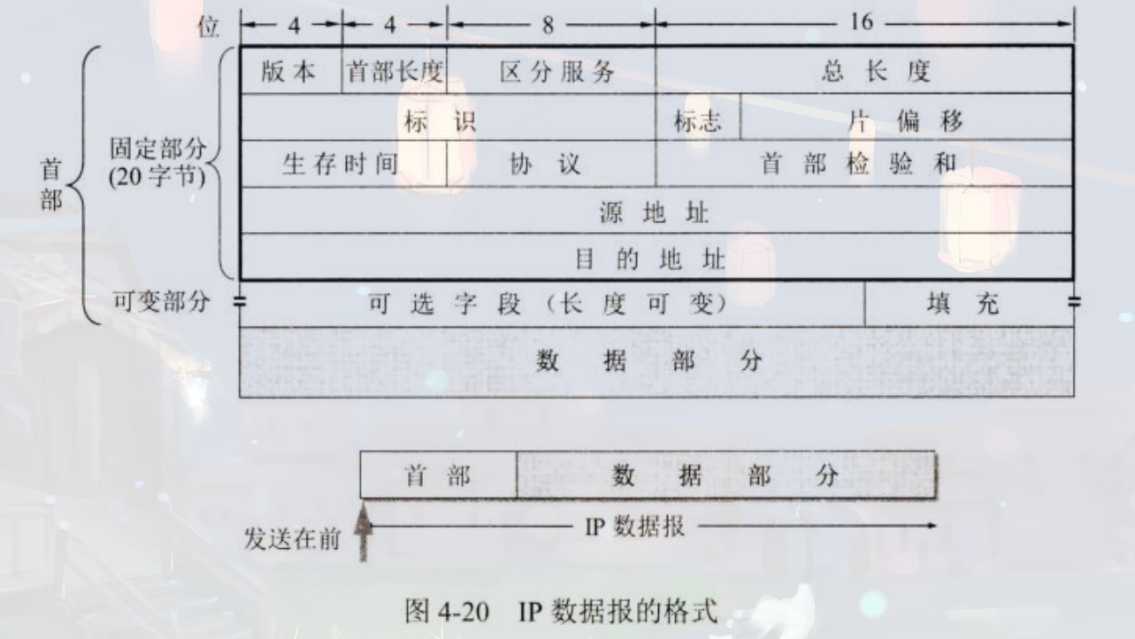 位 4 4 8 16
版本 首部长度 区分服务 总长度
标识 标志 片偏移
首部 固定部分 (20 字节) 生存时间 协议 首部检验和
源地址
目的地址
可变部分 可选字段（长度可变） 填充
数据部分
首部 数据部分
发送在前 IP 数据报
图 4-20 IP 数据报的格式